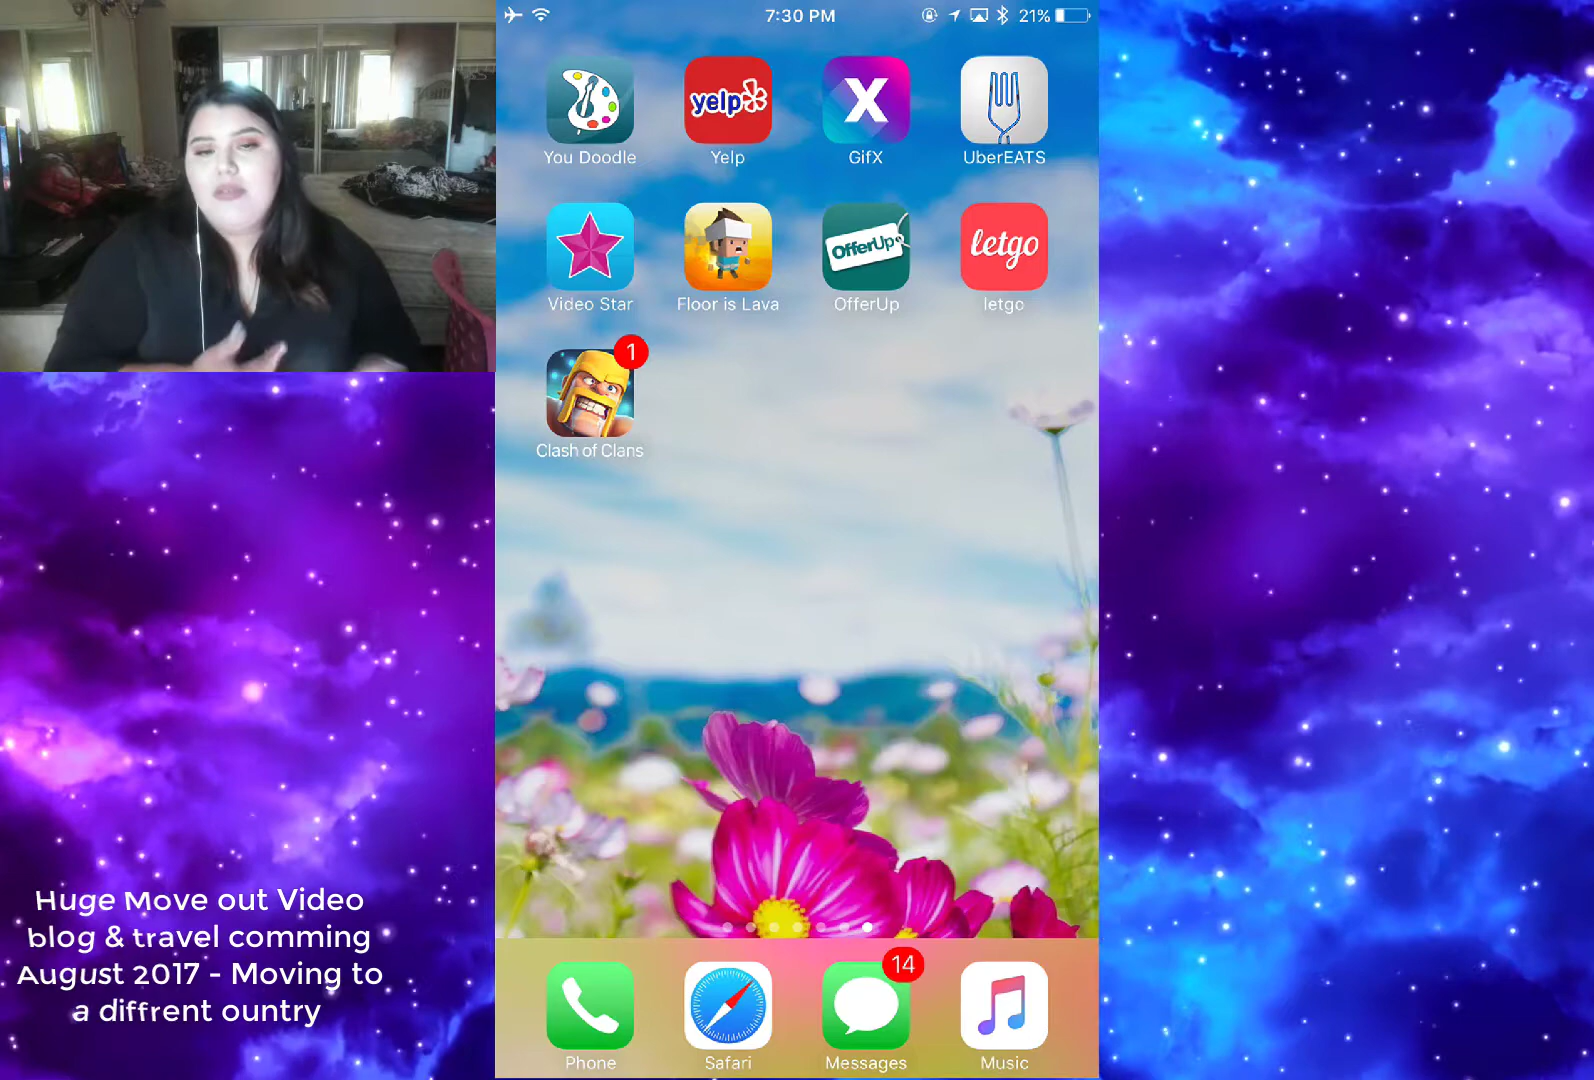 7:30 PM 21%
You Doodle
yelp
Yelp
X
GifX
UberEATS
Video Star
Floor is Lava
OfferUp
OfferUp
letgo
letgo
1
Clash of Clans
Huge Move out Video
blog & travel comming
August 2017 - Moving to
a diffrent ountry
14
Phone
Safari
Messages
Music